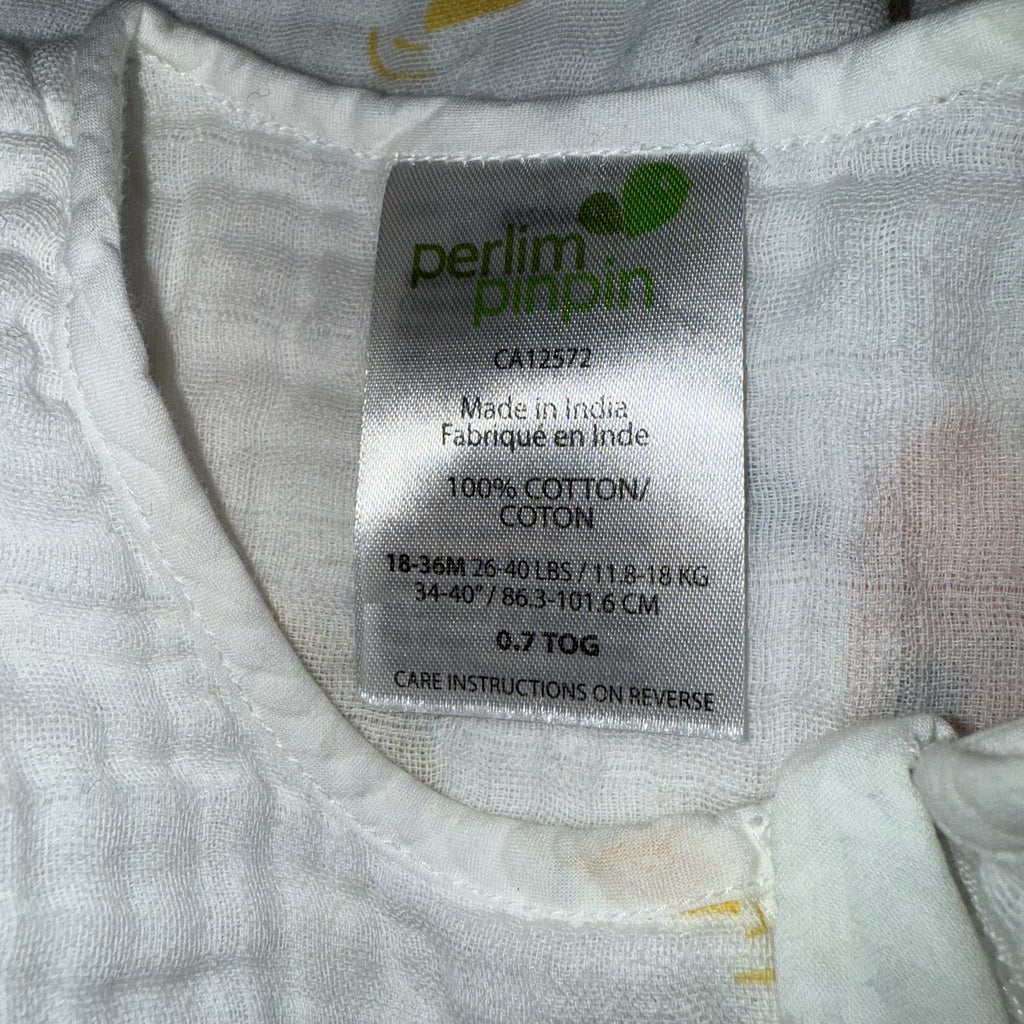 perlim
pinpin
CA12572
Made in India
Fabriqué en Inde
100% COTTON/
COTON
18-36M 26-40 LBS / 11.8-18 KG
34-40" / 86.3-101.6 CM
0.7 TOG
CARE INSTRUCTIONS ON REVERSE